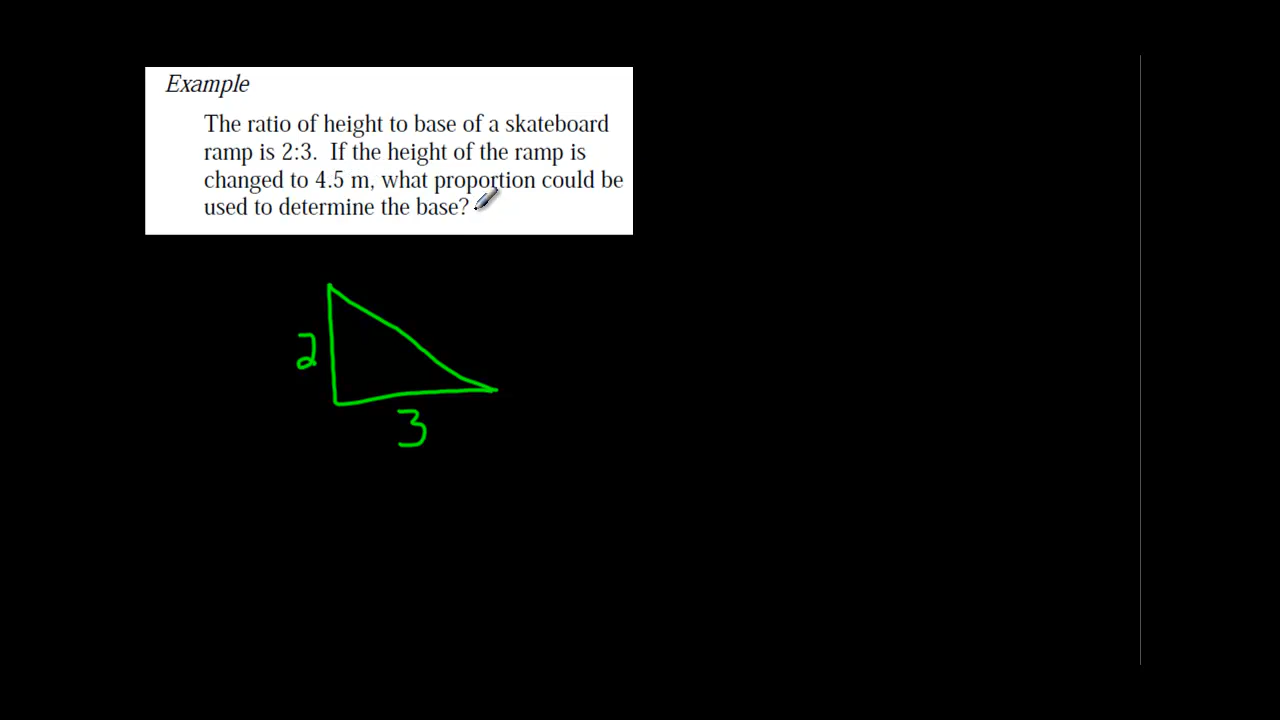 Example
The ratio of height to base of a skateboard
ramp is 2:3. If the height of the ramp is
changed to 4.5 m, what proportion could be
used to determine the base?
2
3